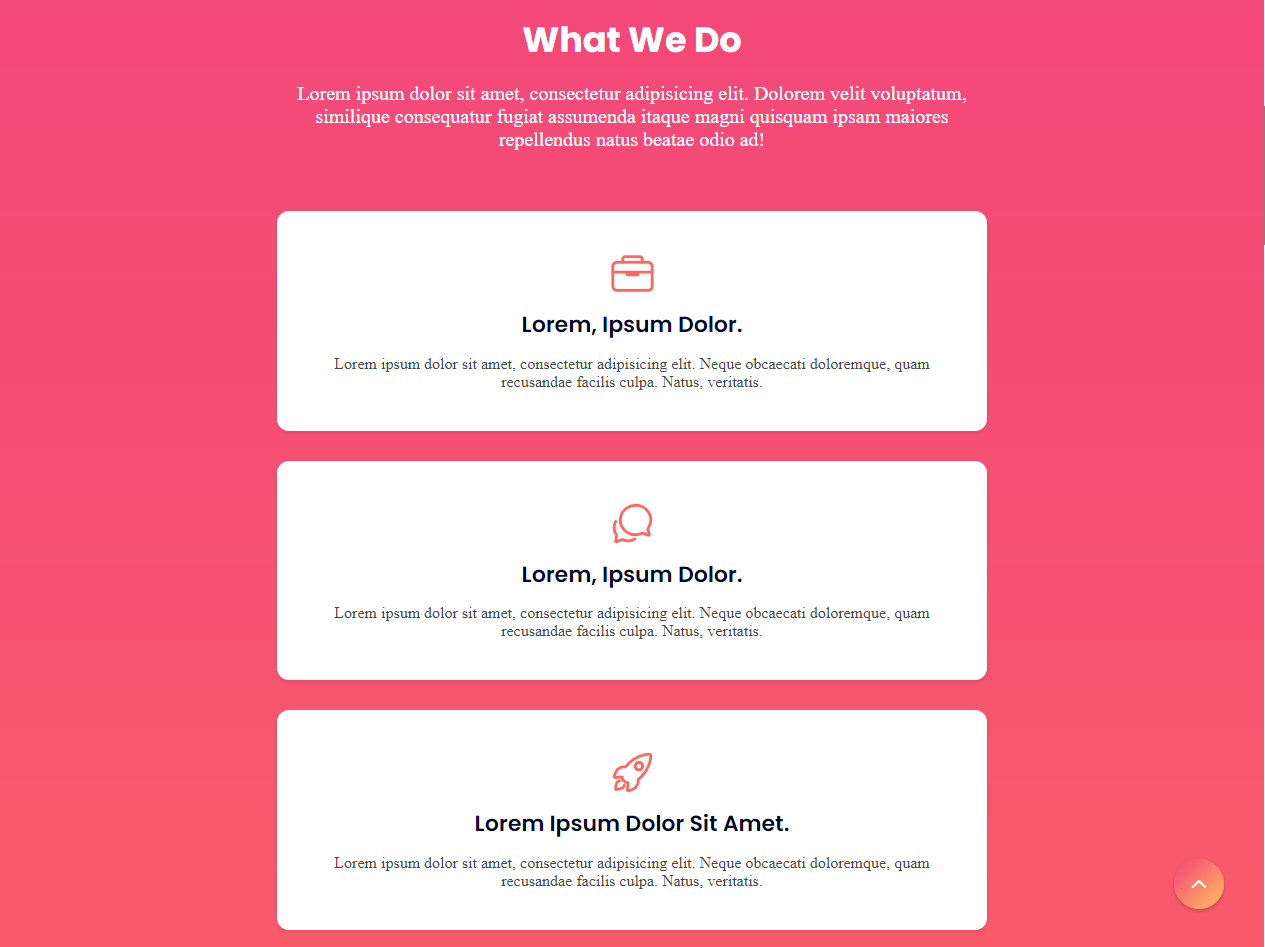 What We Do
Lorem ipsum dolor sit amet, consectetur adipisicing elit. Dolorem velit voluptatum,
similique consequatur fugiat assumenda itaque magni quisquam ipsam maiores
repellendus natus beatae odio ad!
Lorem, Ipsum Dolor.
Lorem ipsum dolor sit amet, consectetur adipisicing elit. Neque obcaecati doloremque, quam
recusandae facilis culpa. Natus, veritatis.
Lorem, Ipsum Dolor.
Lorem ipsum dolor sit amet, consectetur adipisicing elit. Neque obcaecati doloremque, quam
recusandae facilis culpa. Natus, veritatis.
Lorem Ipsum Dolor Sit Amet.
Lorem ipsum dolor sit amet, consectetur adipisicing elit. Neque obcaecati doloremque, quam
recusandae facilis culpa. Natus, veritatis.